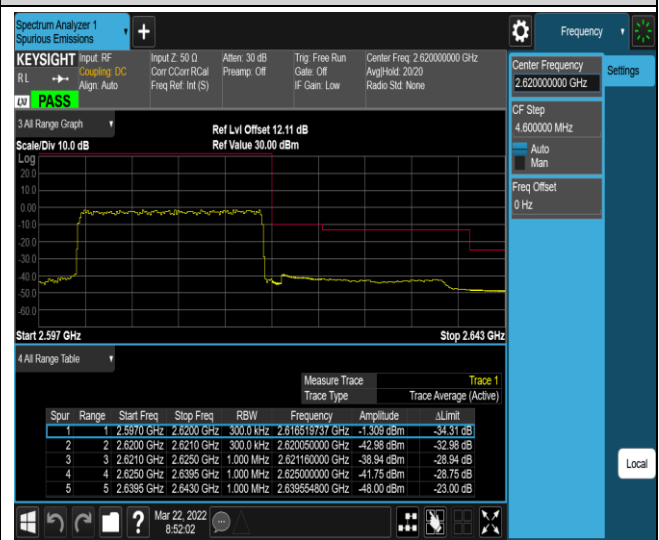 Spectrum Analyzer 1
Spurious Emissions
+
Frequency
KEYSIGHT Input: RF Input Z: 50 Ω Atten: 30 dB Trig: Free Run Center Freq: 2.620000000 GHz
RL Coupling: DC Corr CCorr RCal Preamp: Off Gate: Off Avg|Hold: 20/20
Align: Auto Freq Ref: Int (S) IF Gain: Low Radio Std: None
PASS
Center Frequency
2.620000000 GHz
Settings
CF Step
4.600000 MHz
Auto
Man
Freq Offset
0 Hz
3 All Range Graph
Ref Lvl Offset 12.11 dB
Scale/Div 10.0 dB Ref Value 30.00 dBm
Log
20.0
10.0
0.00
-10.0
-20.0
-30.0
-40.0
-50.0
-60.0
Start 2.597 GHz Stop 2.643 GHz
4 All Range Table
Measure Trace Trace 1
Trace Type Trace Average (Active)
Spur Range Start Freq Stop Freq RBW Frequency Amplitude ΔLimit
1 1 2.5970 GHz 2.6200 GHz 300.0 kHz 2.616519737 GHz -1.309 dBm -34.31 dB
2 2 2.6200 GHz 2.6210 GHz 300.0 kHz 2.620050000 GHz -42.98 dBm -32.98 dB
3 3 2.6210 GHz 2.6250 GHz 1.000 MHz 2.621160000 GHz -38.94 dBm -28.94 dB
4 4 2.6250 GHz 2.6395 GHz 1.000 MHz 2.625000000 GHz -41.75 dBm -28.75 dB
5 5 2.6395 GHz 2.6430 GHz 1.000 MHz 2.639554800 GHz -48.00 dBm -23.00 dB
Local
? Mar 22, 2022
8:52:02